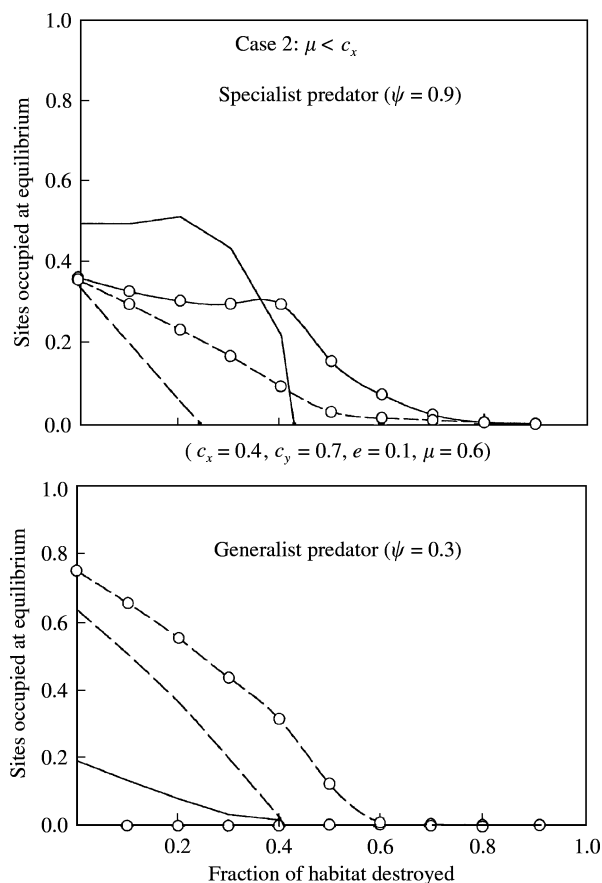 1.0
Case 2: μ < cₓ
Specialist predator (ψ = 0.9)
0.8
0.6
0.4
0.2
0.0
Sites occupied at equilibrium
( cₓ = 0.4, c_y = 0.7, e = 0.1, μ = 0.6)
1.0
Generalist predator (ψ = 0.3)
0.8
0.6
0.4
0.2
0.0
Sites occupied at equilibrium
0.2 0.4 0.6 0.8 1.0
Fraction of habitat destroyed